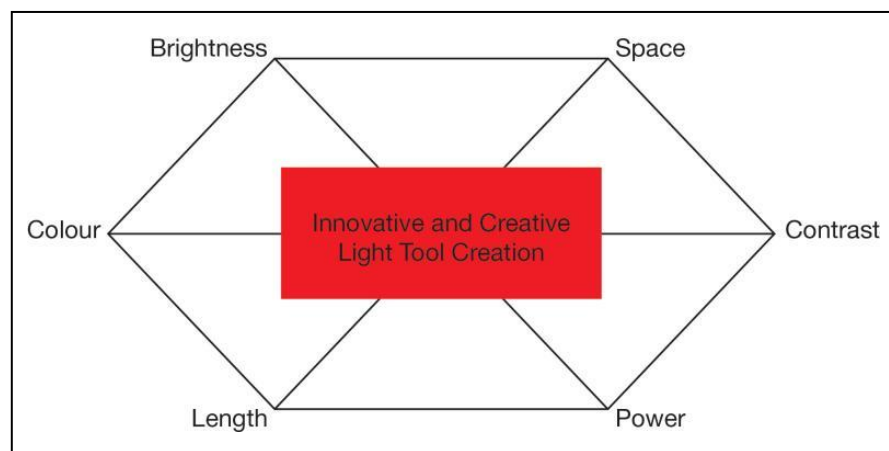 Brightness
Space
Colour
Innovative and Creative
Light Tool Creation
Contrast
Length
Power